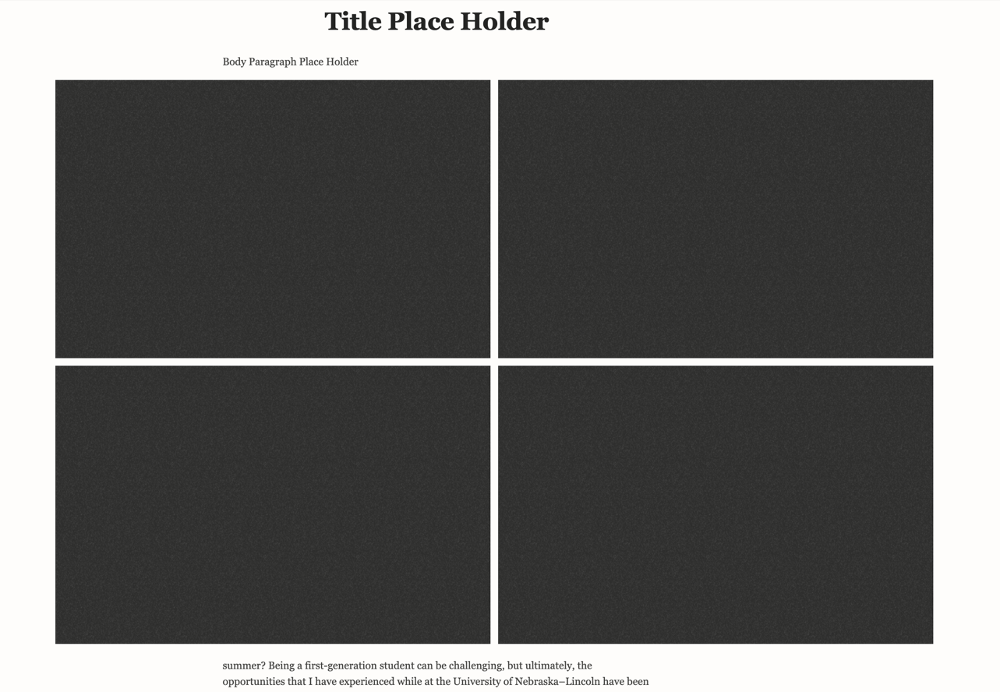 Title Place Holder
Body Paragraph Place Holder
summer? Being a first-generation student can be challenging, but ultimately, the
opportunities that I have experienced while at the University of Nebraska–Lincoln have been